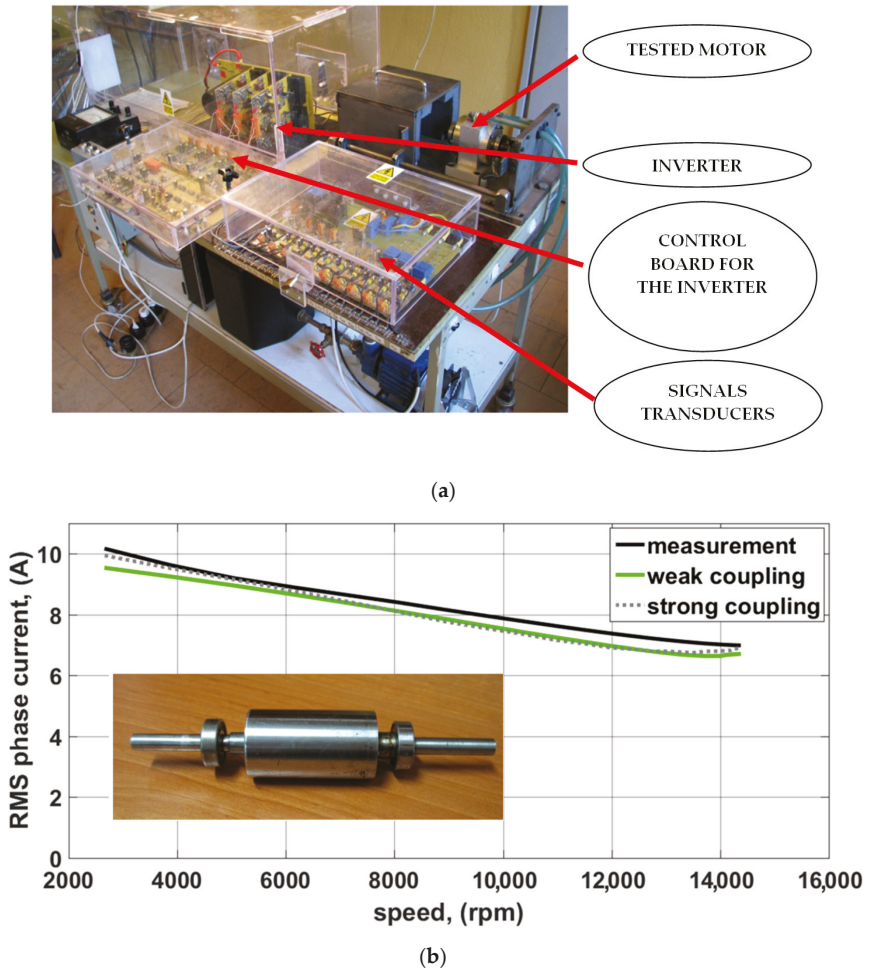 TESTED MOTOR
INVERTER
CONTROL
BOARD FOR
THE INVERTER
SIGNALS
TRANSDUCERS
(a)
10
8
6
4
2
0
RMS phase current, (A)
measurement
weak coupling
strong coupling
2000 4000 6000 8000 10,000 12,000 14,000 16,000
speed, (rpm)
(b)